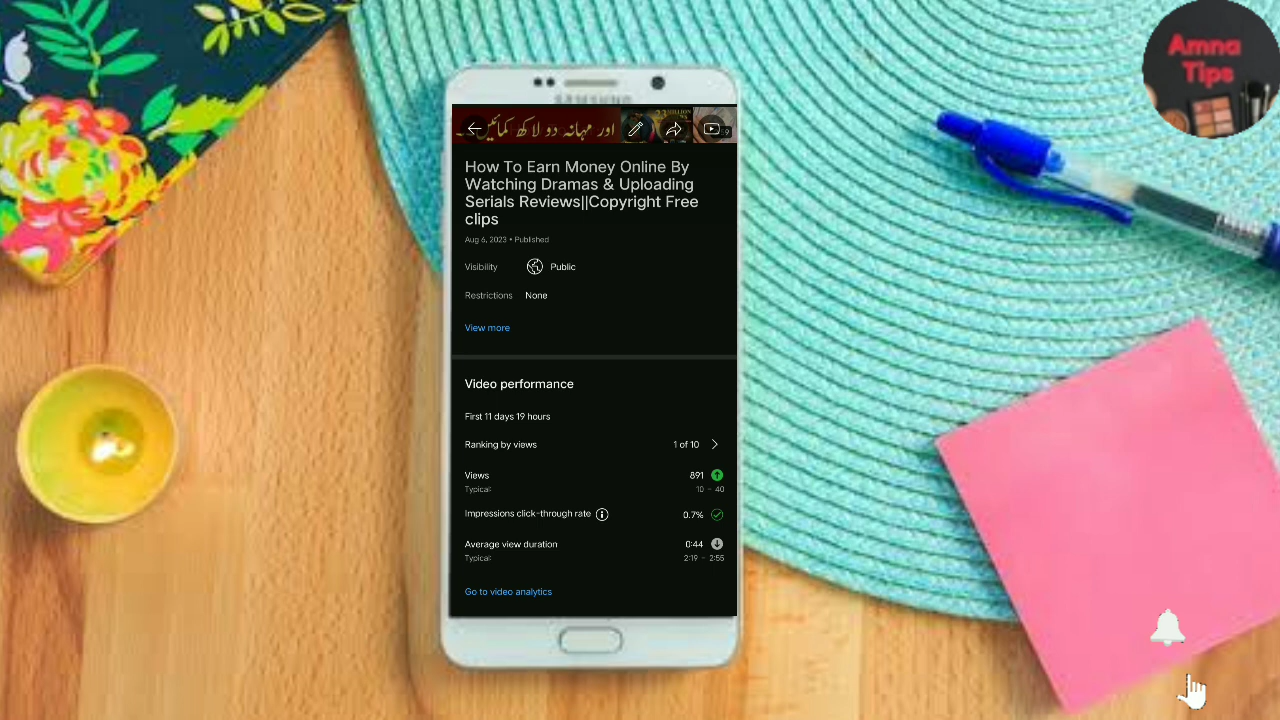 Amna
Tips
SAMSUNG
اور مہانہ دو لاکھ کمائیں
How To Earn Money Online By
Watching Dramas & Uploading
Serials Reviews||Copyright Free
clips
Aug 6, 2023 • Published
Visibility Public
Restrictions None
View more
Video performance
First 11 days 19 hours
Ranking by views 1 of 10
Views 891
Typical: 10 – 40
Impressions click-through rate 0.7%
Average view duration 0:44
Typical: 2:19 – 2:55
Go to video analytics